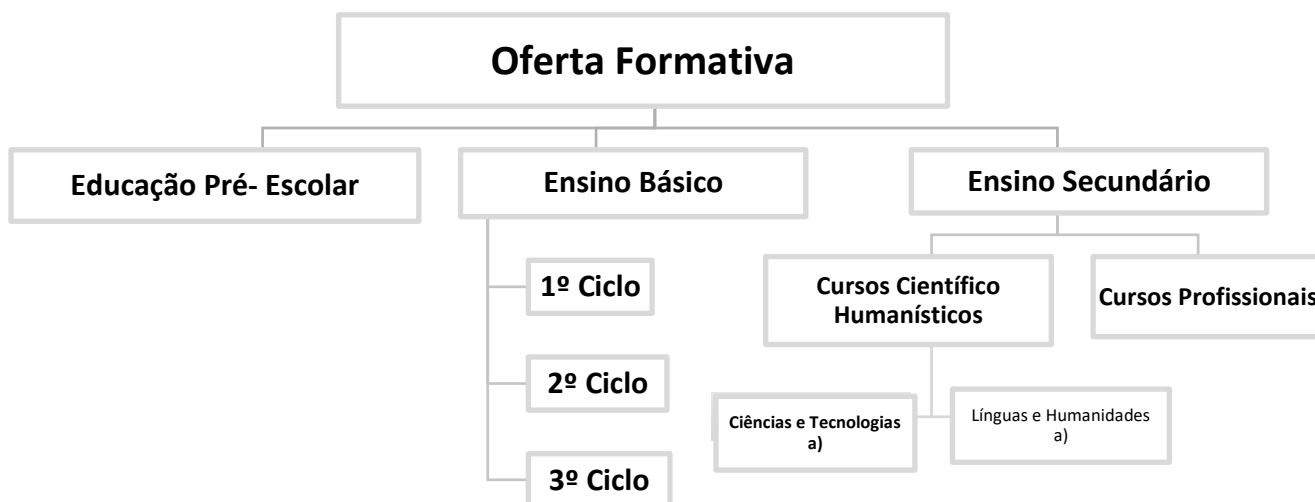 Oferta Formativa
Educação Pré- Escolar
Ensino Básico
Ensino Secundário
1º Ciclo
2º Ciclo
3º Ciclo
Cursos Científico
Humanísticos
Cursos Profissionais
Ciências e Tecnologias
a)
Línguas e Humanidades
a)